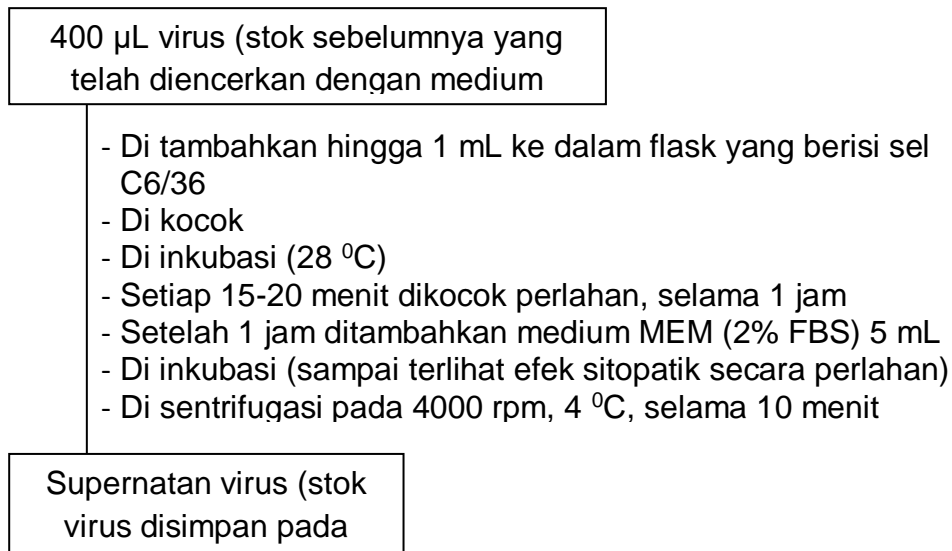 400 µL virus (stok sebelumnya yang
telah diencerkan dengan medium
- Di tambahkan hingga 1 mL ke dalam flask yang berisi sel
C6/36
- Di kocok
- Di inkubasi (28 ⁰C)
- Setiap 15-20 menit dikocok perlahan, selama 1 jam
- Setelah 1 jam ditambahkan medium MEM (2% FBS) 5 mL
- Di inkubasi (sampai terlihat efek sitopatik secara perlahan)
- Di sentrifugasi pada 4000 rpm, 4 ⁰C, selama 10 menit
Supernatan virus (stok
virus disimpan pada